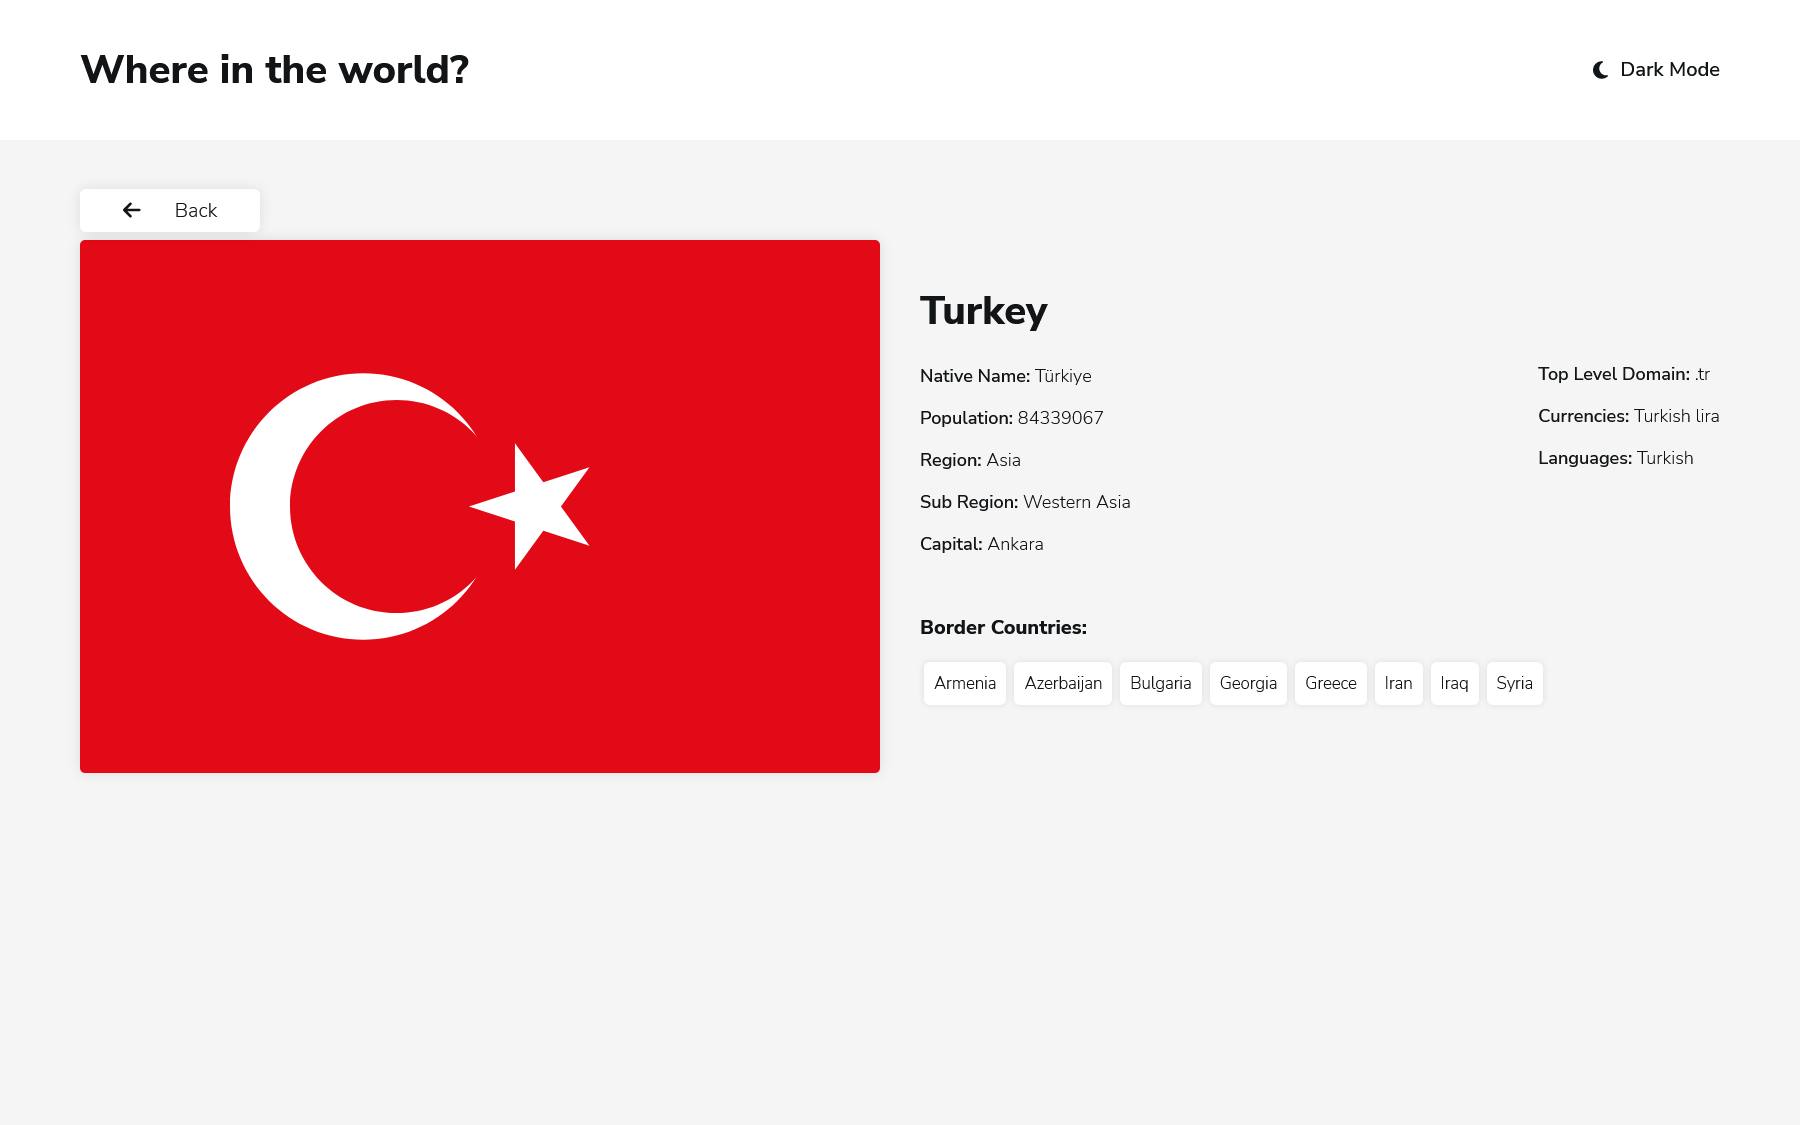 Where in the world?
Dark Mode
Back
Turkey
Native Name: Türkiye
Population: 84339067
Region: Asia
Sub Region: Western Asia
Capital: Ankara
Top Level Domain: .tr
Currencies: Turkish lira
Languages: Turkish
Border Countries:
Armenia Azerbaijan Bulgaria Georgia Greece Iran Iraq Syria